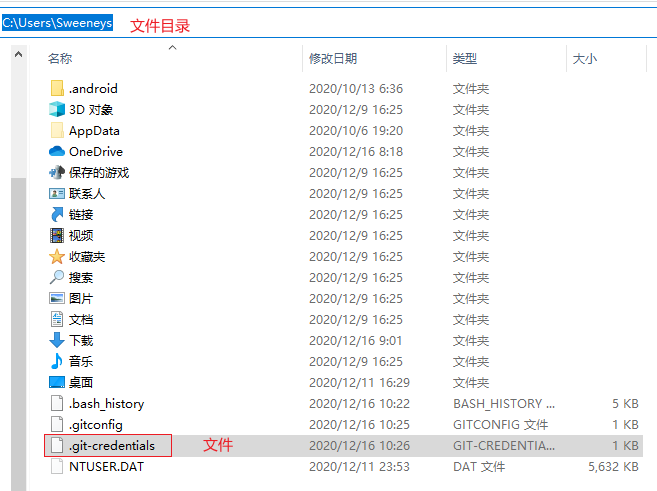 C:\Users\Sweeneys 文件目录
名称 修改日期 类型 大小
.android 2020/10/13 6:36 文件夹
3D 对象 2020/12/9 16:25 文件夹
AppData 2020/10/6 19:20 文件夹
OneDrive 2020/12/16 8:18 文件夹
保存的游戏 2020/12/9 16:25 文件夹
联系人 2020/12/9 16:25 文件夹
链接 2020/12/9 16:25 文件夹
视频 2020/12/9 16:25 文件夹
收藏夹 2020/12/9 16:25 文件夹
搜索 2020/12/9 16:25 文件夹
图片 2020/12/9 16:25 文件夹
文档 2020/12/9 16:25 文件夹
下载 2020/12/16 9:01 文件夹
音乐 2020/12/9 16:25 文件夹
桌面 2020/12/11 16:29 文件夹
.bash_history 2020/12/16 10:22 BASH_HISTORY ... 5 KB
.gitconfig 2020/12/16 10:25 GITCONFIG 文件 1 KB
.git-credentials 文件 2020/12/16 10:26 GIT-CREDENTIA... 1 KB
NTUSER.DAT 2020/12/11 23:53 DAT 文件 5,632 KB